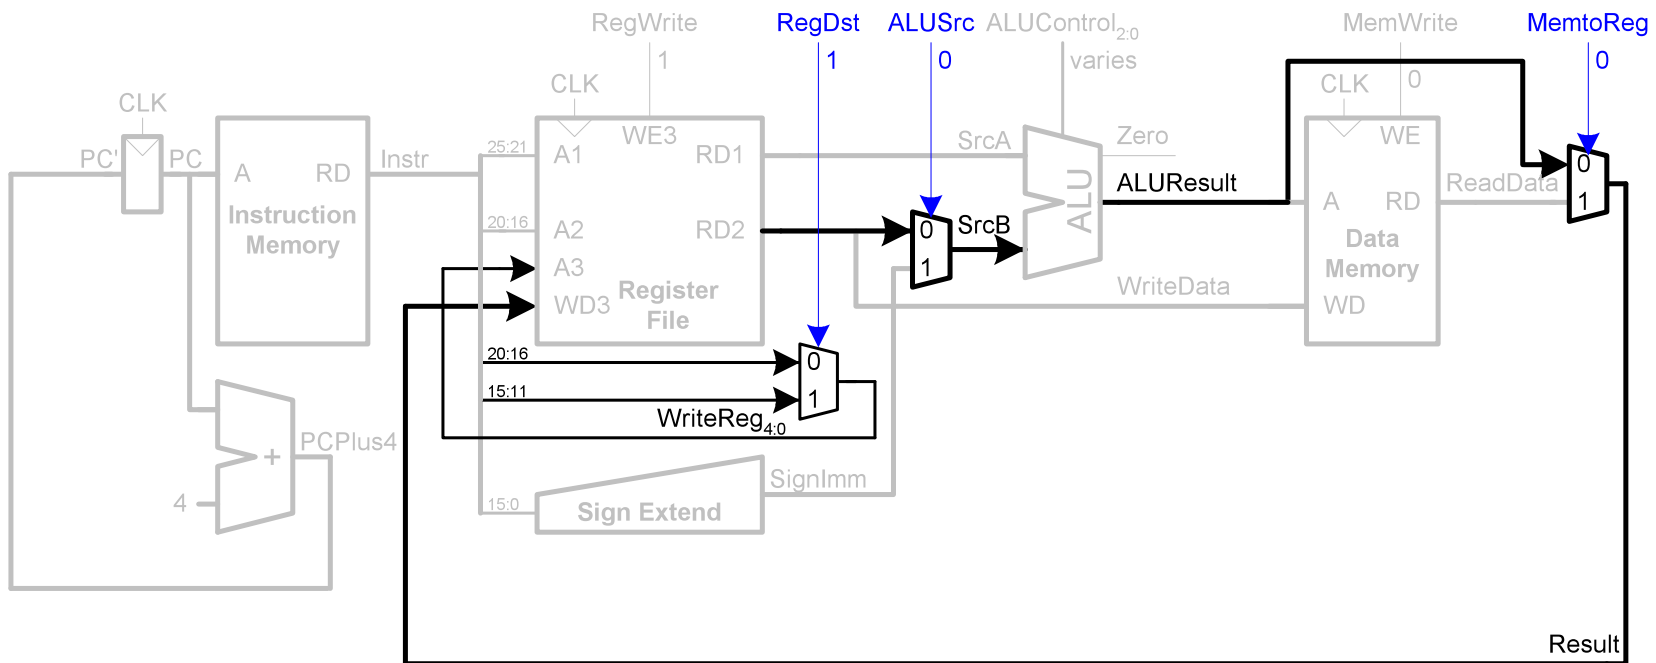 RegWrite
RegDst
ALUSrc
ALUControl2:0
MemWrite
MemtoReg
1
1
0
varies
0
0
CLK
CLK
CLK
PC'
PC
A
RD
Instr
Instruction
Memory
25:21
A1
WE3
RD1
SrcA
Zero
WE
0
ALU
ALUResult
A
RD
ReadData
1
20:16
A2
RD2
0
SrcB
Data
Memory
A3
1
WD3
Register
File
WriteData
WD
20:16
0
15:11
1
WriteReg4:0
PCPlus4
+
4
SignImm
15:0
Sign Extend
Result